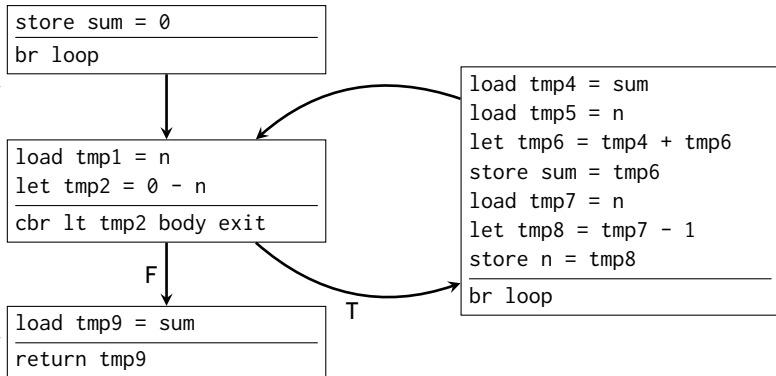 store sum = 0
br loop
load tmp1 = n
let tmp2 = 0 - n
cbr lt tmp2 body exit
F
T
load tmp9 = sum
return tmp9
load tmp4 = sum
load tmp5 = n
let tmp6 = tmp4 + tmp6
store sum = tmp6
load tmp7 = n
let tmp8 = tmp7 - 1
store n = tmp8
br loop